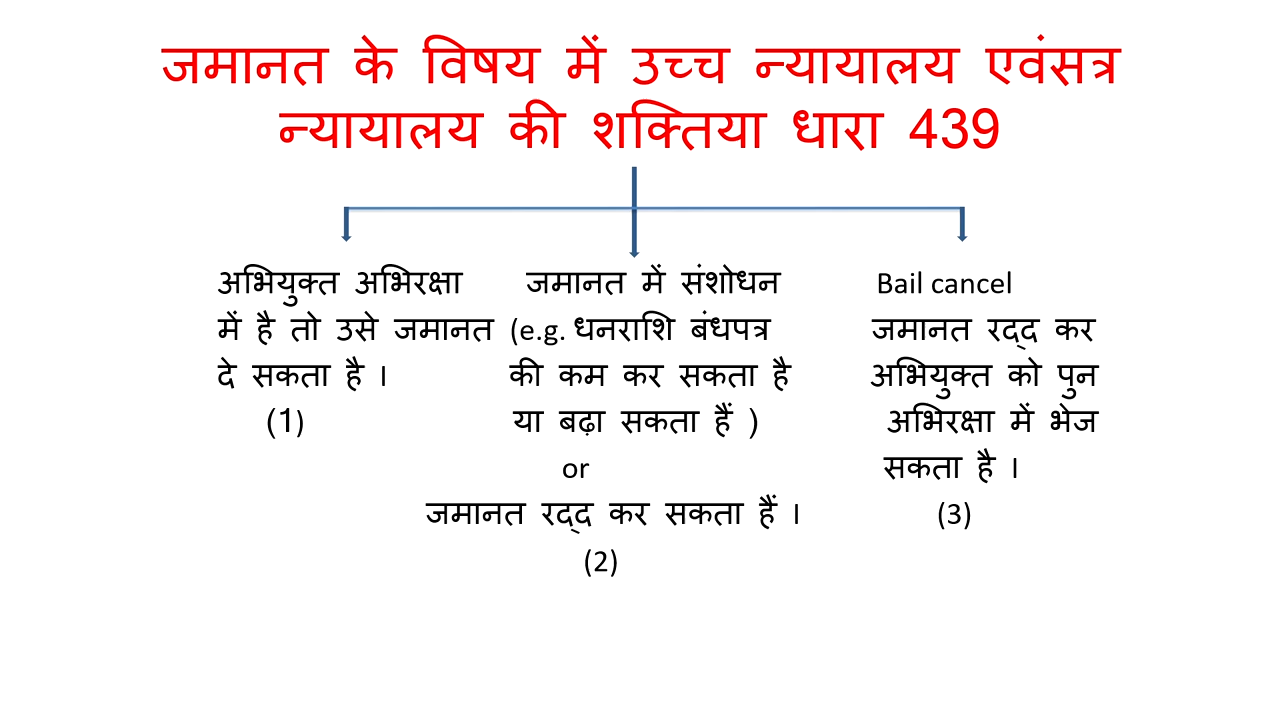 जमानत के विषय में उच्च न्यायालय एवंसत्र
न्यायालय की शक्तिया धारा 439
अभियुक्त अभिरक्षा
में है तो उसे जमानत
दे सकता है ।
(1)
जमानत में संशोधन
(e.g. धनराशि बंधपत्र
की कम कर सकता है
या बढ़ा सकता हैं )
or
जमानत रद्द कर सकता हैं ।
(2)
Bail cancel
जमानत रद्द कर
अभियुक्त को पुन
अभिरक्षा में भेज
सकता है ।
(3)